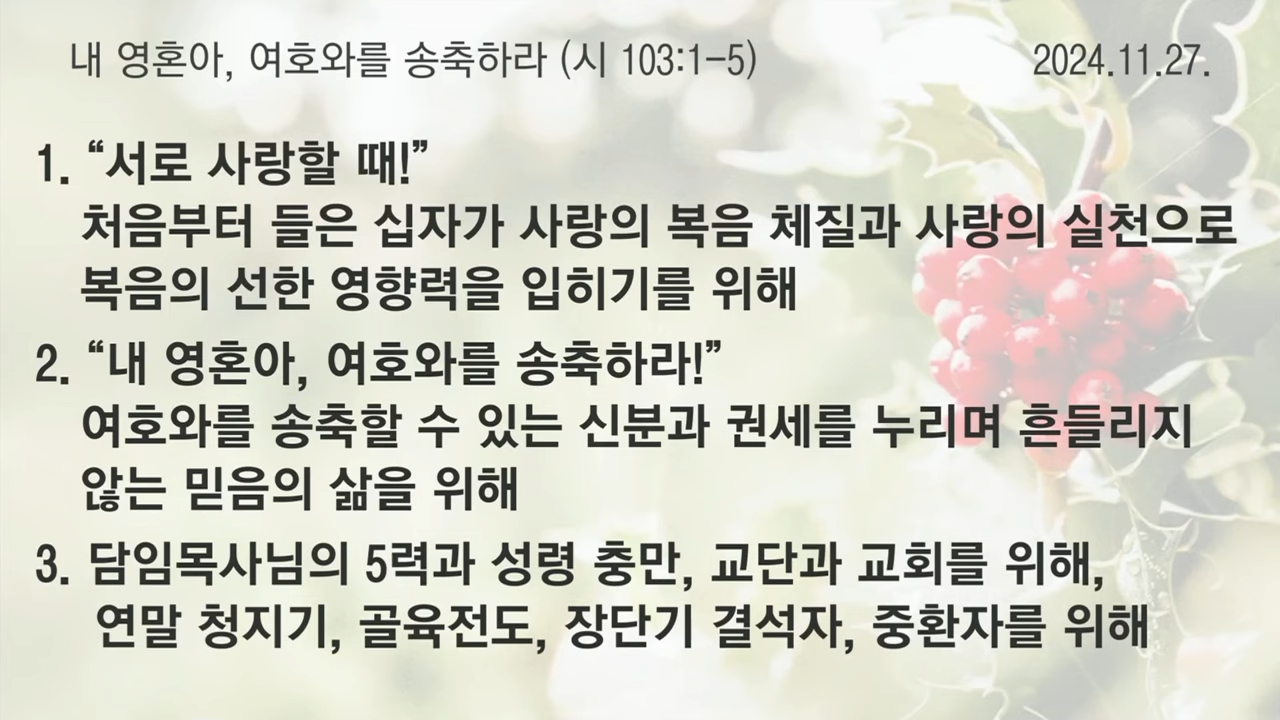 내 영혼아, 여호와를 송축하라 (시 103:1-5)
2024.11.27.
1. “서로 사랑할 때!”
처음부터 들은 십자가 사랑의 복음 체질과 사랑의 실천으로
복음의 선한 영향력을 입히기를 위해
2. “내 영혼아, 여호와를 송축하라!”
여호와를 송축할 수 있는 신분과 권세를 누리며 흔들리지
않는 믿음의 삶을 위해
3. 담임목사님의 5력과 성령 충만, 교단과 교회를 위해,
연말 청지기, 골육전도, 장단기 결석자, 중환자를 위해